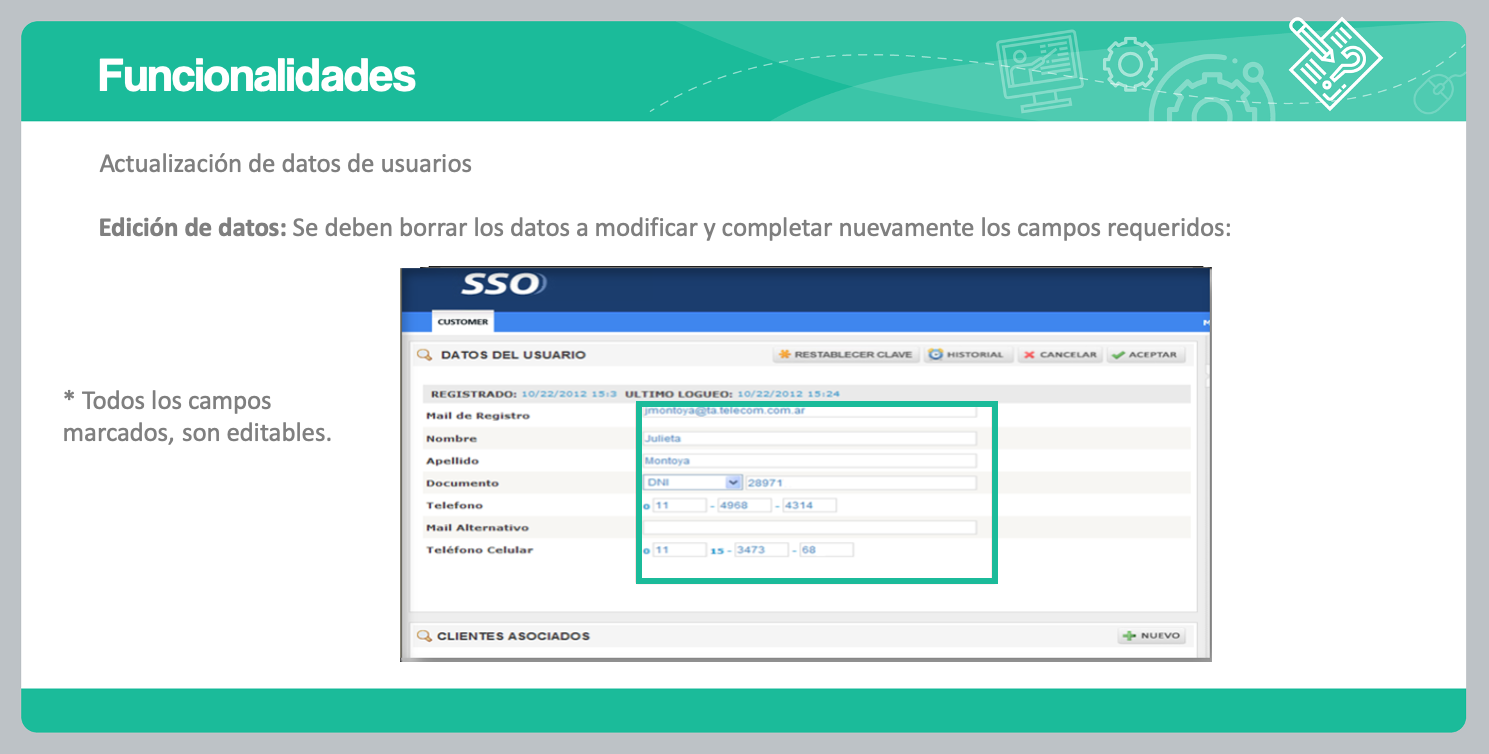 Funcionalidades
Actualización de datos de usuarios
Edición de datos: Se deben borrar los datos a modificar y completar nuevamente los campos requeridos:
* Todos los campos
marcados, son editables.
SSO
CUSTOMER
DATOS DEL USUARIO RESTABLECER CLAVE HISTORIAL CANCELAR ACEPTAR
REGISTRADO: 10/22/2012 15:3 ULTIMO LOGUEO: 10/22/2012 15:24
Mail de Registro jmontoya@ta.telecom.com.ar
Nombre Julieta
Apellido Montoya
Documento DNI 28971
Telefono 0 11 - 4968 - 4314
Mail Alternativo
Teléfono Celular 0 11 15 - 3473 - 68
CLIENTES ASOCIADOS NUEVO